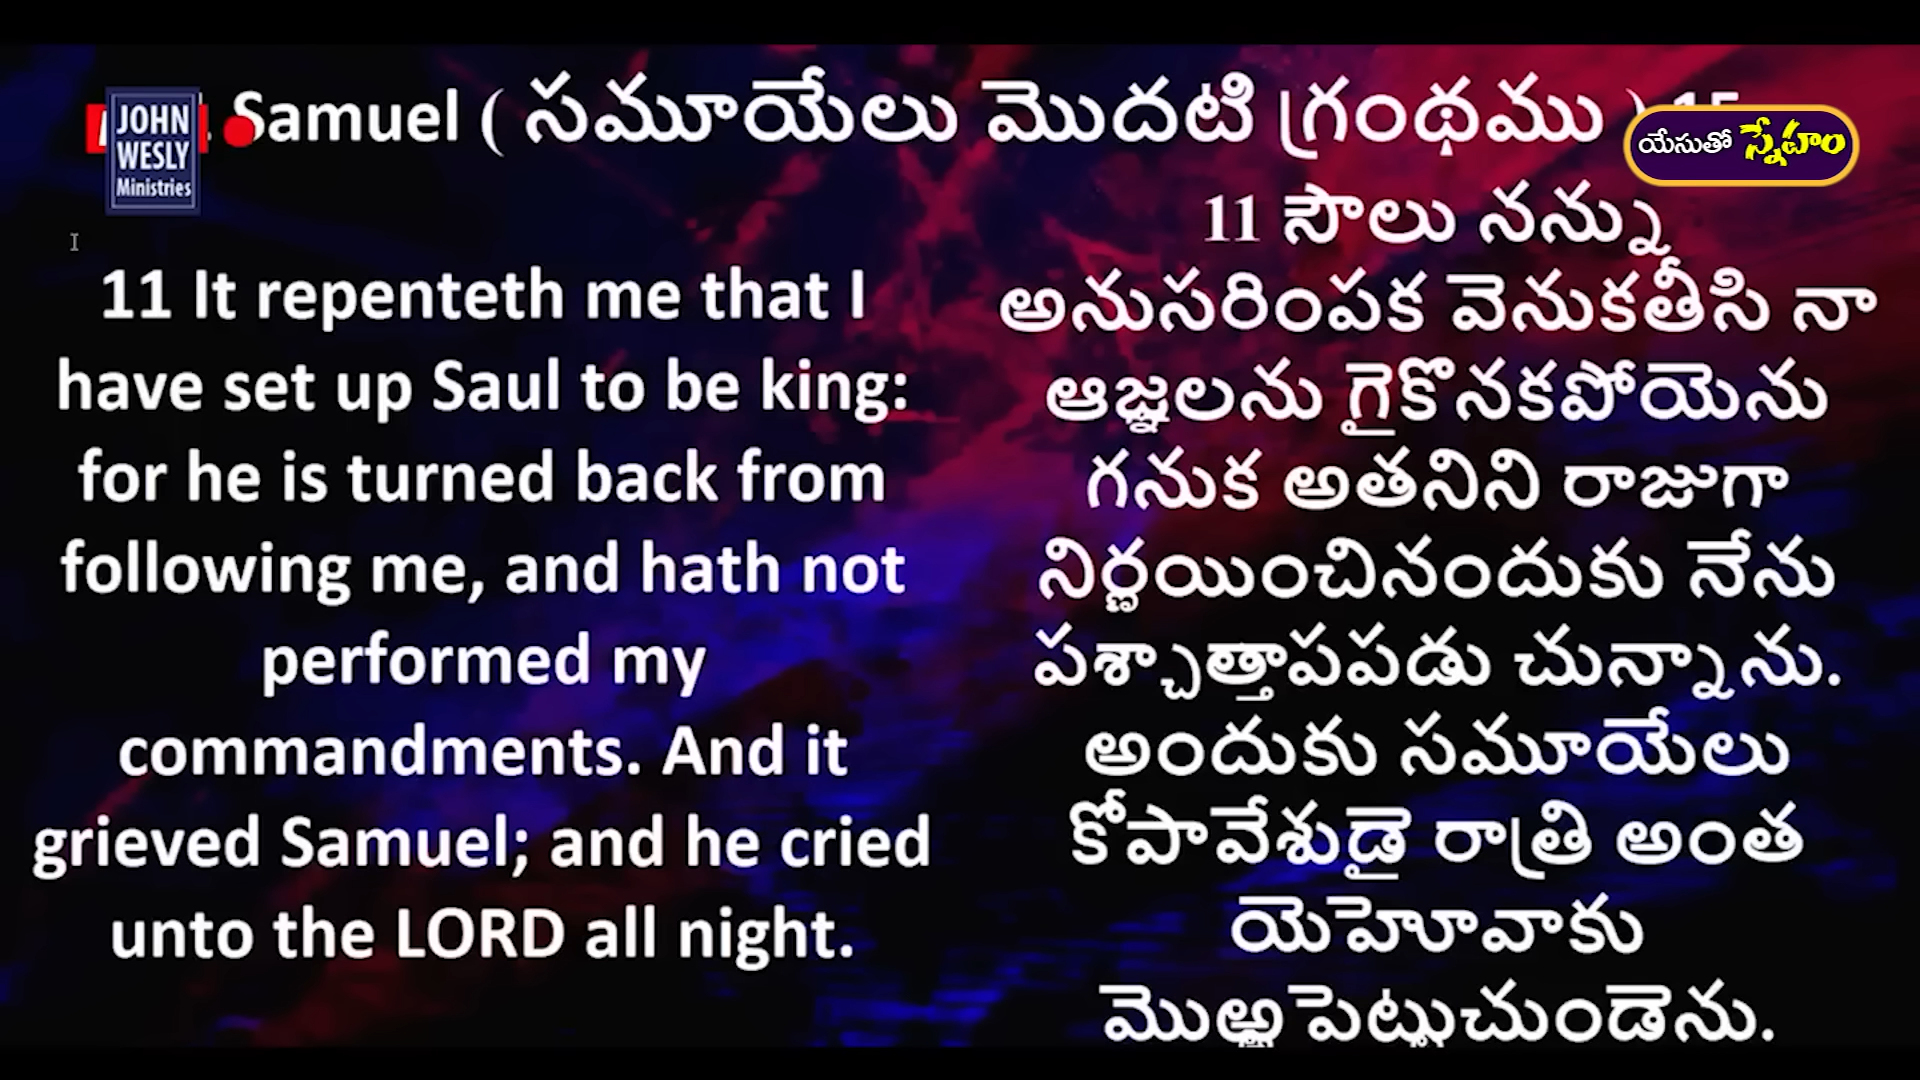 Samuel ( సమూయేలు మొదటి గ్రంథము ) 15
JOHN
WESLY
Ministries
యేసుతో స్నేహం
11 It repenteth me that I
have set up Saul to be king:
for he is turned back from
following me, and hath not
performed my
commandments. And it
grieved Samuel; and he cried
unto the LORD all night.
11 సౌలు నన్ను
అనుసరింపక వెనుకతీసి నా
ఆజ్ఞలను గైకొనకపోయెను
గనుక అతనిని రాజుగా
నిర్ణయించినందుకు నేను
పశ్చాత్తాపపడు చున్నాను.
అందుకు సమూయేలు
కోపావేశుడై రాత్రి అంత
యెహోవాకు
మొఱ్ఱపెట్టుచుండెను.